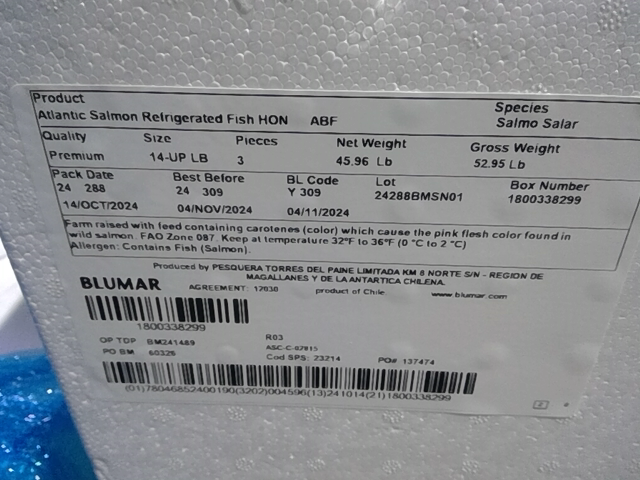 Product
Species
Atlantic Salmon Refrigerated Fish HON ABF
Salmo Salar
Quality Size Pieces Net Weight Gross Weight
Premium 14-UP LB 3 45.96 Lb 52.95 Lb
Pack Date Best Before BL Code Lot Box Number
24 288 24 309 Y 309 24288BMSN01 1800338299
14/OCT/2024 04/NOV/2024 04/11/2024
Farm raised with feed containing carotenes (color) which cause the pink flesh color found in
wild salmon. FAO Zone 087. Keep at temperature 32°F to 36°F (0 °C to 2 °C)
Allergen: Contains Fish (Salmon).
Produced by PESQUERA TORRES DEL PAINE LIMITADA KM 8 NORTE S/N - REGION DE
MAGALLANES Y DE LA ANTARTICA CHILENA.
BLUMAR AGREEMENT: 12030 product of Chile www.blumar.com
1800338299
OP TDP BM241489 R03
ASC-C-02815
PO BM 60326 Cod SPS: 23214 PO# 137474
(01)78046852400190(3202)004596(13)241014(21)1800338299